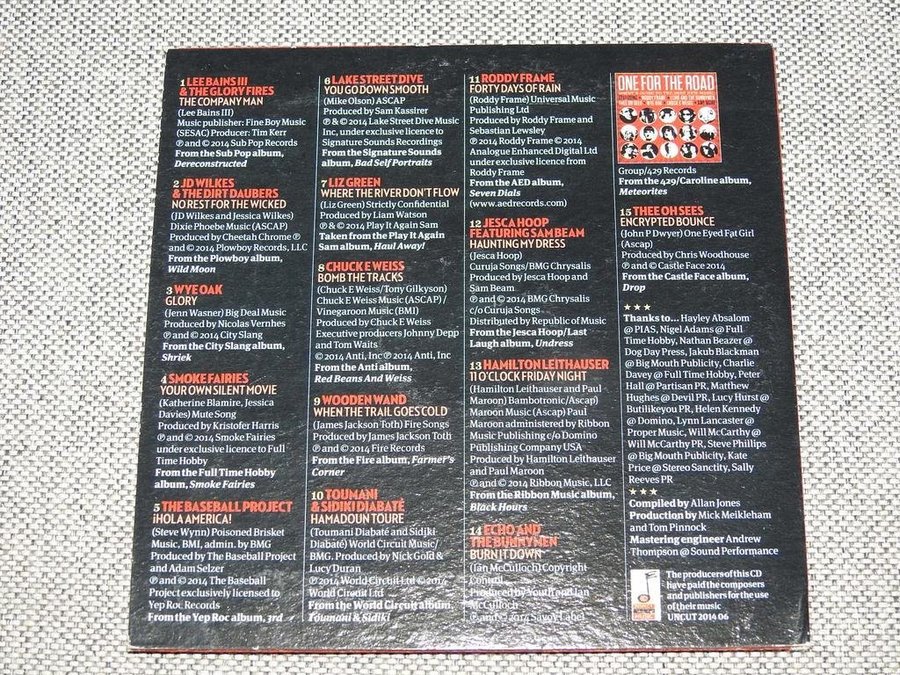 1 LEE BAINS III
& THE GLORY FIRES
THE COMPANY MAN
(Lee Bains III)
Music publisher: Fine Boy Music
(SESAC) Producer: Tim Kerr
℗ and © 2014 Sub Pop Records
From the Sub Pop album,
Dereconstructed
2 JD WILKES
& THE DIRT DAUBERS
NO REST FOR THE WICKED
(JD Wilkes and Jessica Wilkes)
Dixie Phoebe Music (ASCAP)
Produced by Cheetah Chrome ℗
and © 2014 Plowboy Records, LLC
From the Plowboy album,
Wild Moon
3 WYE OAK
GLORY
(Jenn Wasner) Big Deal Music
Produced by Nicolas Vernhes
℗ and © 2014 City Slang
From the City Slang album,
Shriek
4 SMOKE FAIRIES
YOUR OWN SILENT MOVIE
(Katherine Blamire, Jessica
Davies) Mute Song
Produced by Kristofer Harris
℗ and © 2014 Smoke Fairies
under exclusive licence to Full
Time Hobby
From the Full Time Hobby
album, Smoke Fairies
5 THE BASEBALL PROJECT
¡HOLA AMERICA!
(Steve Wynn) Poisoned Brisket
Music, BMI, admin. by BMG
Produced by The Baseball Project
and Adam Selzer
℗ and © 2014 The Baseball
Project exclusively licensed to
Yep Roc Records
From the Yep Roc album, 3rd
6 LAKE STREET DIVE
YOU GO DOWN SMOOTH
(Mike Olson) ASCAP
Produced by Sam Kassirer
℗ & © 2014 Lake Street Dive Music
Inc, under exclusive licence to
Signature Sounds Recordings
From the Signature Sounds
album, Bad Self Portraits
7 LIZ GREEN
WHERE THE RIVER DON'T FLOW
(Liz Green) Strictly Confidential
Produced by Liam Watson
℗ & © 2014 Play It Again Sam
Taken from the Play It Again
Sam album, Haul Away!
8 CHUCK E WEISS
BOMB THE TRACKS
(Chuck E Weiss/Tony Gilkyson)
Chuck E Weiss Music (ASCAP) /
Vinegaroon Music (BMI)
Produced by Chuck E Weiss
Executive producers Johnny Depp
and Tom Waits
© 2014 Anti, Inc ℗ 2014 Anti, Inc
From the Anti album,
Red Beans And Weiss
9 WOODEN WAND
WHEN THE TRAIL GOES COLD
(James Jackson Toth) Fire Songs
Produced by James Jackson Toth
℗ and © 2014 Fire Records
From the Fire album, Farmer's
Corner
10 TOUMANI
& SIDIKI DIABATÉ
HAMADOUN TOURE
(Toumani Diabaté and Sidiki
Diabaté) World Circuit Music/
BMG. Produced by Nick Gold &
Lucy Duran
℗ 2014 World Circuit Ltd © 2014
World Circuit Ltd
From the World Circuit album,
Toumani & Sidiki
11 RODDY FRAME
FORTY DAYS OF RAIN
(Roddy Frame) Universal Music
Publishing Ltd
Produced by Roddy Frame and
Sebastian Lewsley
℗ 2014 Roddy Frame © 2014
Analogue Enhanced Digital Ltd
under exclusive licence from
Roddy Frame
From the AED album,
Seven Dials
(www.aedrecords.com)
12 JESCA HOOP
FEATURING SAM BEAM
HAUNTING MY DRESS
(Jesca Hoop)
Curuja Songs/BMG Chrysalis
Produced by Jesca Hoop and
Sam Beam
℗ and © 2014 BMG Chrysalis
c/o Curuja Songs
Distributed by Republic of Music
From the Jesca Hoop/Last
Laugh album, Undress
13 HAMILTON LEITHAUSER
11 O'CLOCK FRIDAY NIGHT
(Hamilton Leithauser and Paul
Maroon) Bambotronic/Ascap)
Maroon Music (Ascap) Paul
Maroon administered by Ribbon
Music Publishing c/o Domino
Publishing Company USA
Produced by Hamilton Leithauser
and Paul Maroon
℗ and © 2014 Ribbon Music, LLC
From the Ribbon Music album,
Black Hours
14 ECHO AND
THE BUNNYMEN
BURN IT DOWN
(Ian McCulloch) Copyright
Control
Produced by Youth and Ian
McCulloch
℗ and © 2014 Savoy Label
ONE FOR THE ROAD
Group/429 Records
From the 429/Caroline album,
Meteorites
15 THEE OH SEES
ENCRYPTED BOUNCE
(John P Dwyer) One Eyed Fat Girl
(Ascap)
Produced by Chris Woodhouse
℗ and © Castle Face 2014
From the Castle Face album,
Drop
★ ★ ★
Thanks to... Hayley Absalom
@ PIAS, Nigel Adams @ Full
Time Hobby, Nathan Beazer @
Dog Day Press, Jakub Blackman
@ Big Mouth Publicity, Charlie
Davey @ Full Time Hobby, Peter
Hall @ Partisan PR, Matthew
Hughes @ Devil PR, Lucy Hurst @
Butilikeyou PR, Helen Kennedy
@ Domino, Lynn Lancaster @
Proper Music, Will McCarthy @
Will McCarthy PR, Steve Phillips
@ Big Mouth Publicity, Kate
Price @ Stereo Sanctity, Sally
Reeves PR
★ ★ ★
Compiled by Allan Jones
Production by Mick Meikleham
and Tom Pinnock
Mastering engineer Andrew
Thompson @ Sound Performance
The producers of this CD
have paid the composers
and publishers for the use
of their music
UNCUT 2014 06